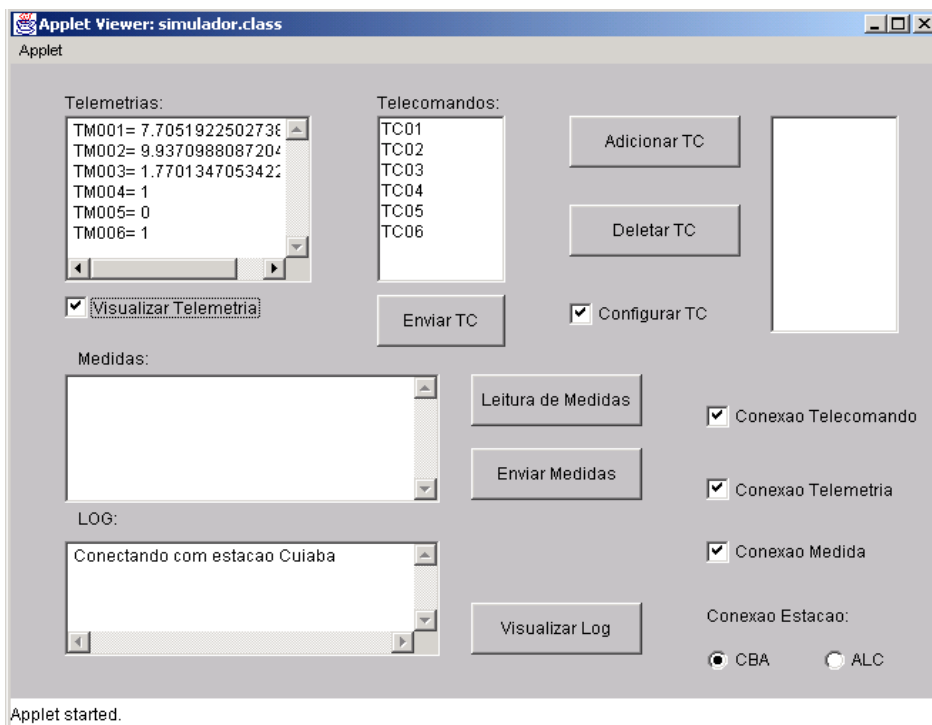 Applet Viewer: simulador.class
Applet
Telemetrias:
TM001= 7.7051922502738
TM002= 9.9370988087204
TM003= 1.7701347053422
TM004= 1
TM005= 0
TM006= 1
Visualizar Telemetria
Telecomandos:
TC01
TC02
TC03
TC04
TC05
TC06
Enviar TC
Adicionar TC
Deletar TC
Configurar TC
Medidas:
Leitura de Medidas
Enviar Medidas
Conexao Telecomando
Conexao Telemetria
Conexao Medida
LOG:
Conectando com estacao Cuiaba
Visualizar Log
Conexao Estacao:
CBA
ALC
Applet started.